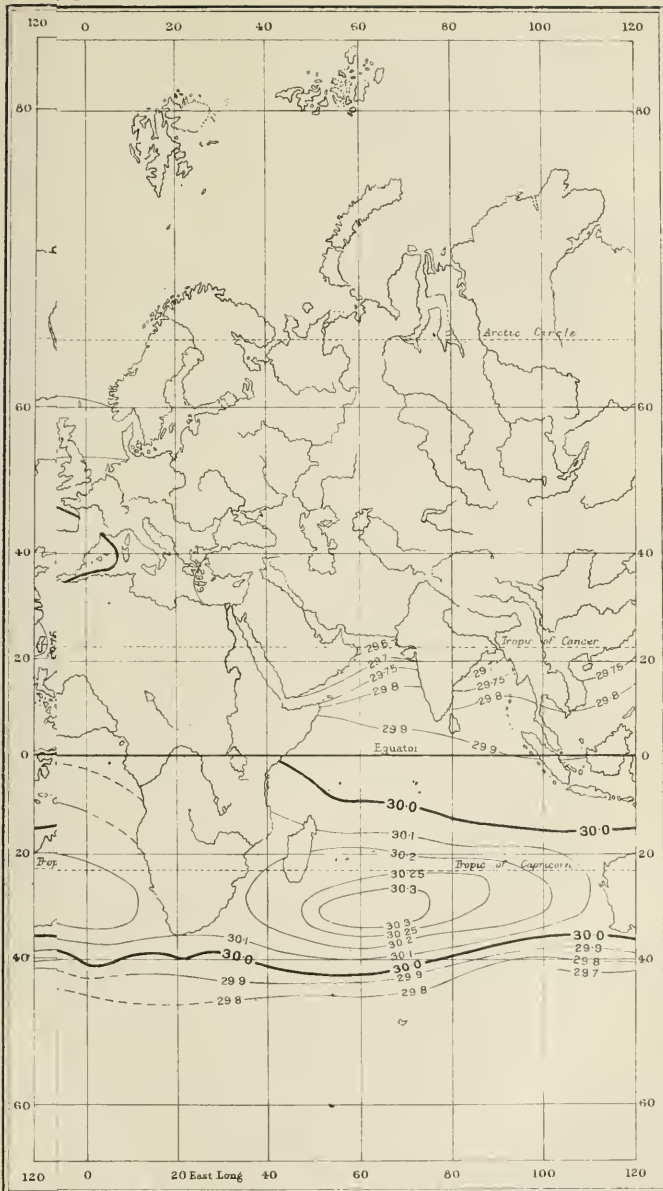 120 0 20 40 60 80 100 120
80 80
Arctic Circle
60 60
40 40
29.6
Tropic of Cancer
29.7
29.75 29.75 29.75
20 20
29.8 29.8 29.8
29.9 29.9
0 Equator 0
30.0
30.0
30.1
20 30.2 20
Trop 30.25 Tropic of Capricorn
30.3
30.3
30.25
30.1 30.2 30.0
30.0 30.1 29.9
40 30.0 29.8 40
29.9 29.9 29.7
29.8 29.8
60 60
120 0 20 East Long 40 60 80 100 120